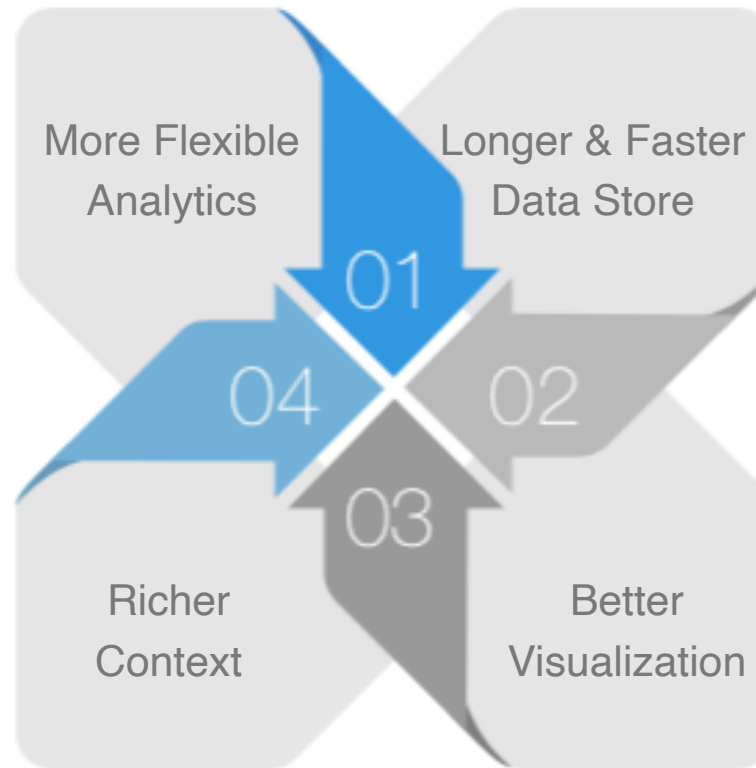 More Flexible
Analytics
Longer & Faster
Data Store
01
04
02
03
Richer
Context
Better
Visualization